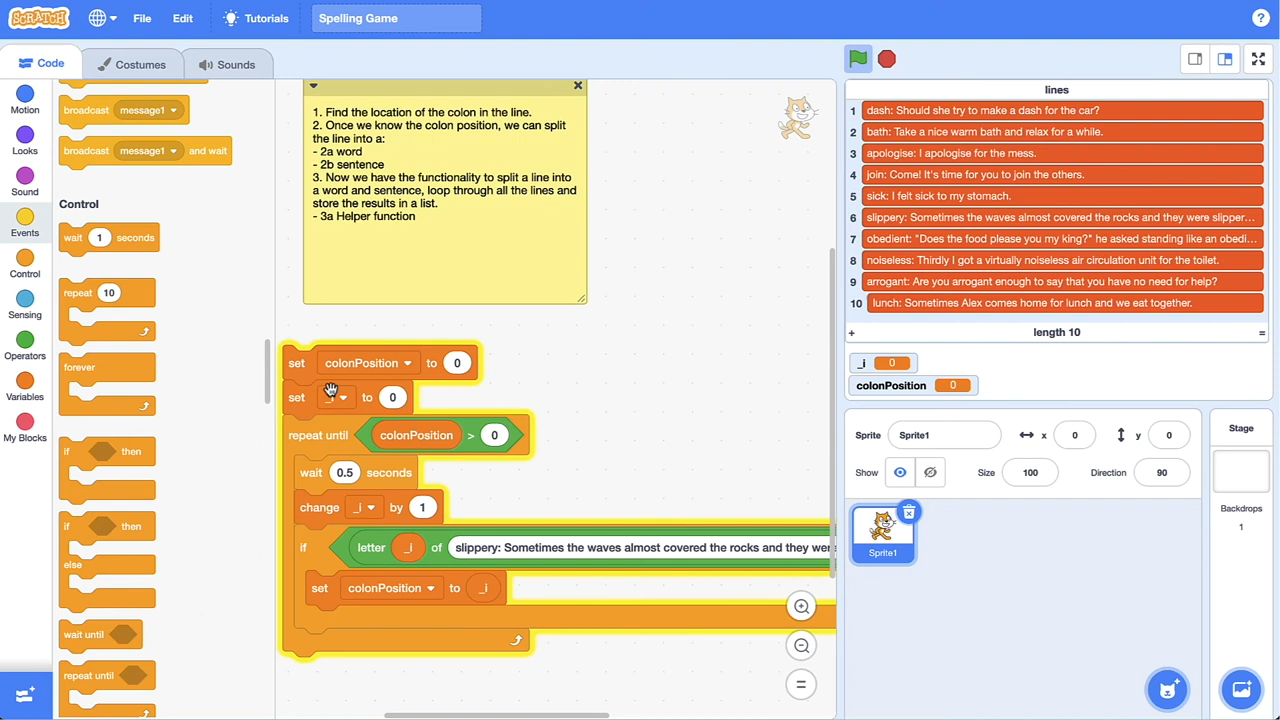 SCRATCH File Edit Tutorials Spelling Game ?
Code Costumes Sounds
Motion
Looks
Sound
Events
Control
Sensing
Operators
Variables
My Blocks
broadcast message1
broadcast message1 and wait
Control
wait 1 seconds
repeat 10
forever
if then
if then
else
wait until
repeat until
1. Find the location of the colon in the line.
2. Once we know the colon position, we can split
the line into a:
- 2a word
- 2b sentence
3. Now we have the functionality to split a line into
a word and sentence, loop through all the lines and
store the results in a list.
- 3a Helper function
set colonPosition to 0
set _i to 0
repeat until colonPosition > 0
wait 0.5 seconds
change _i by 1
if letter _i of slippery: Sometimes the waves almost covered the rocks and they were
set colonPosition to _i
lines
1 dash: Should she try to make a dash for the car?
2 bath: Take a nice warm bath and relax for a while.
3 apologise: I apologise for the mess.
4 join: Come! It's time for you to join the others.
5 sick: I felt sick to my stomach.
6 slippery: Sometimes the waves almost covered the rocks and they were slipper...
7 obedient: "Does the food please you my king?" he asked standing like an obedi...
8 noiseless: Thirdly I got a virtually noiseless air circulation unit for the toilet.
9 arrogant: Are you arrogant enough to say that you have no need for help?
10 lunch: Sometimes Alex comes home for lunch and we eat together.
+ length 10 =
_i 0
colonPosition 0
Sprite Sprite1 x 0 y 0
Show Size 100 Direction 90
Sprite1
Stage
Backdrops
1